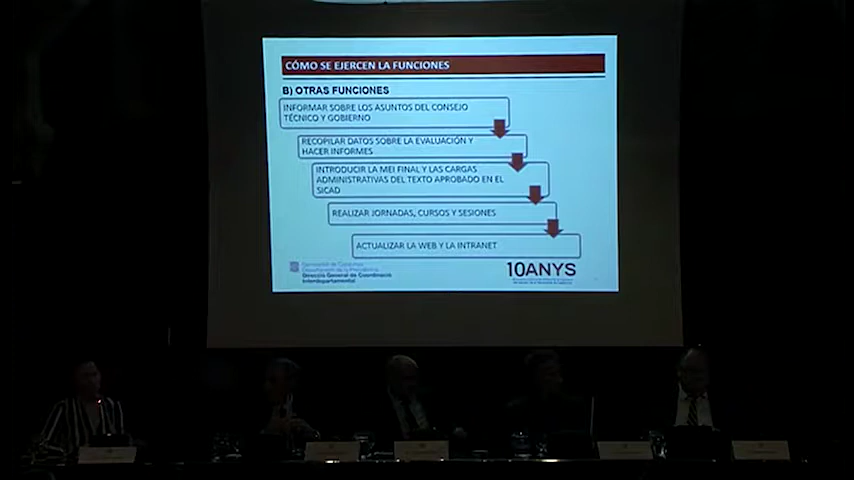 CÓMO SE EJERCEN LA FUNCIONES
B) OTRAS FUNCIONES
INFORMAR SOBRE LOS ASUNTOS DEL CONSEJO
TÉCNICO Y GOBIERNO
RECOPILAR DATOS SOBRE LA EVALUACIÓN Y
HACER INFORMES
INTRODUCIR LA MEI FINAL Y LAS CARGAS
ADMINISTRATIVAS DEL TEXTO APROBADO EN EL
SICAD
REALIZAR JORNADAS, CURSOS Y SESIONES
ACTUALIZAR LA WEB Y LA INTRANET
Generalitat de Catalunya
Departament de la Presidència
Direcció General de Coordinació
Interdepartamental
10ANYS